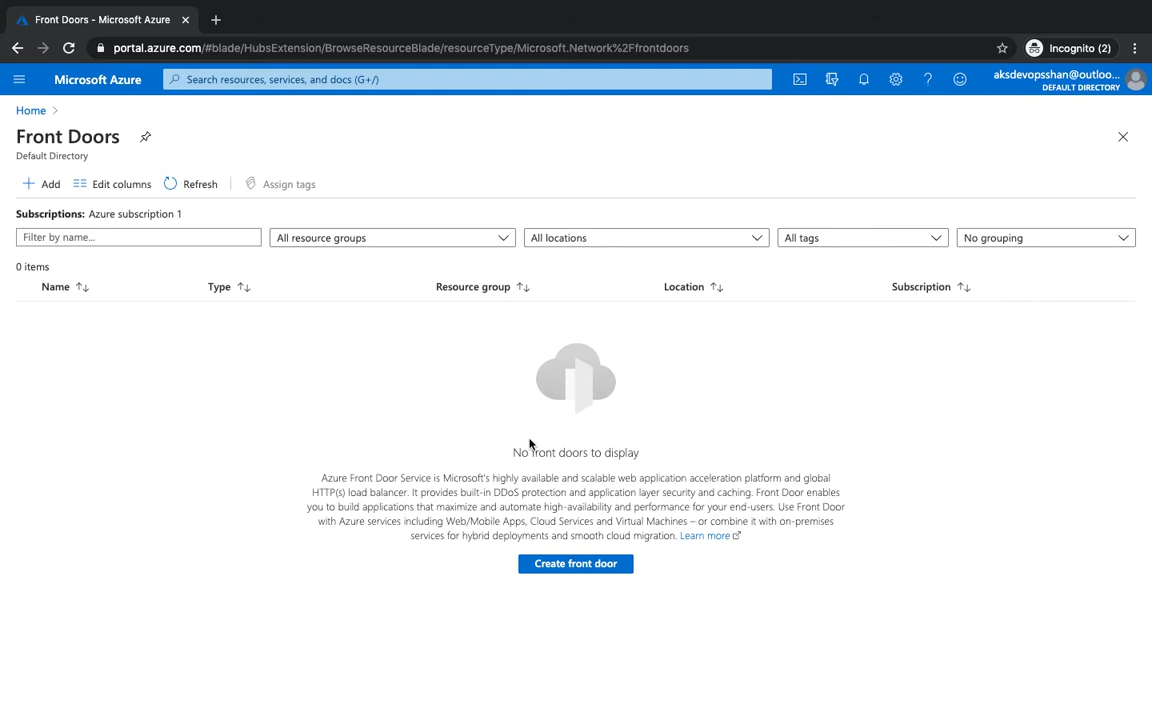 Front Doors - Microsoft Azure
portal.azure.com/#blade/HubsExtension/BrowseResourceBlade/resourceType/Microsoft.Network%2Ffrontdoors
Incognito (2)
Microsoft Azure
Search resources, services, and docs (G+/)
aksdevopsshan@outloo...
DEFAULT DIRECTORY
Home
Front Doors
Default Directory
Add
Edit columns
Refresh
Assign tags
Subscriptions: Azure subscription 1
Filter by name...
All resource groups
All locations
All tags
No grouping
0 items
Name
Type
Resource group
Location
Subscription
No front doors to display
Azure Front Door Service is Microsoft's highly available and scalable web application acceleration platform and global
HTTP(s) load balancer. It provides built-in DDoS protection and application layer security and caching. Front Door enables
you to build applications that maximize and automate high-availability and performance for your end-users. Use Front Door
with Azure services including Web/Mobile Apps, Cloud Services and Virtual Machines – or combine it with on-premises
services for hybrid deployments and smooth cloud migration. Learn more
Create front door